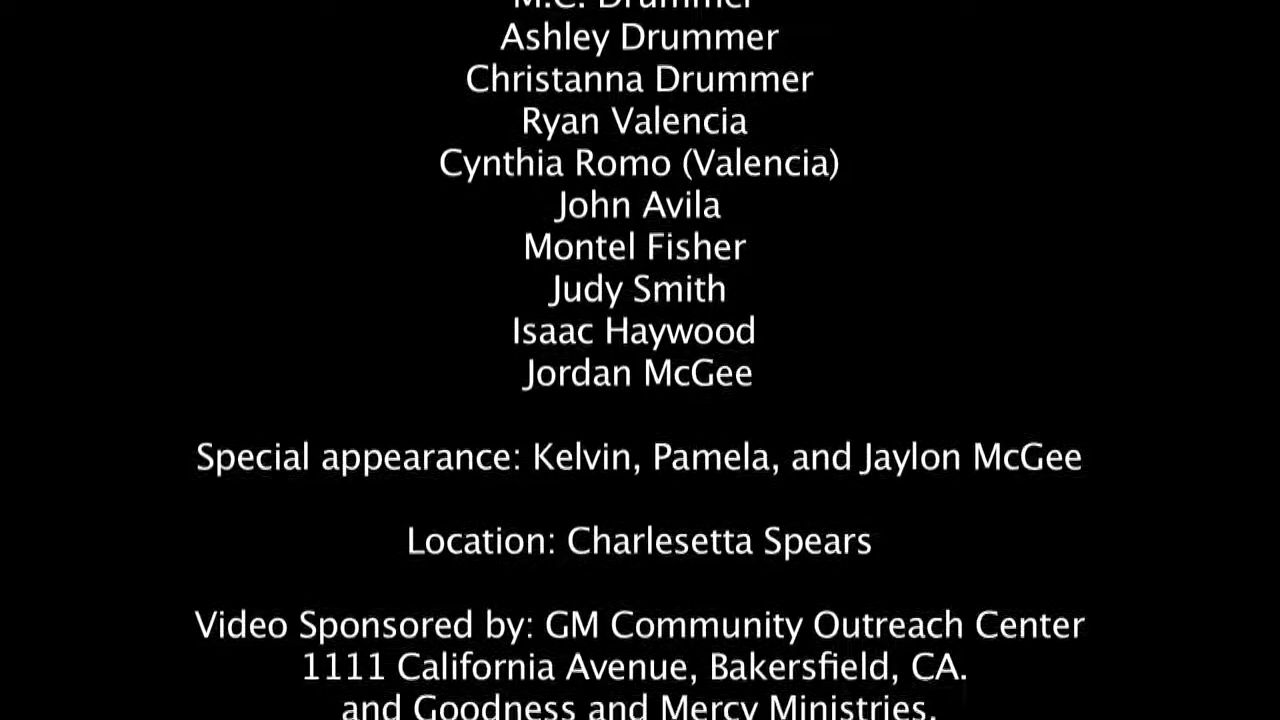 M.C. Drummer
Ashley Drummer
Christanna Drummer
Ryan Valencia
Cynthia Romo (Valencia)
John Avila
Montel Fisher
Judy Smith
Isaac Haywood
Jordan McGee
Special appearance: Kelvin, Pamela, and Jaylon McGee
Location: Charlesetta Spears
Video Sponsored by: GM Community Outreach Center
1111 California Avenue, Bakersfield, CA.
and Goodness and Mercy Ministries.